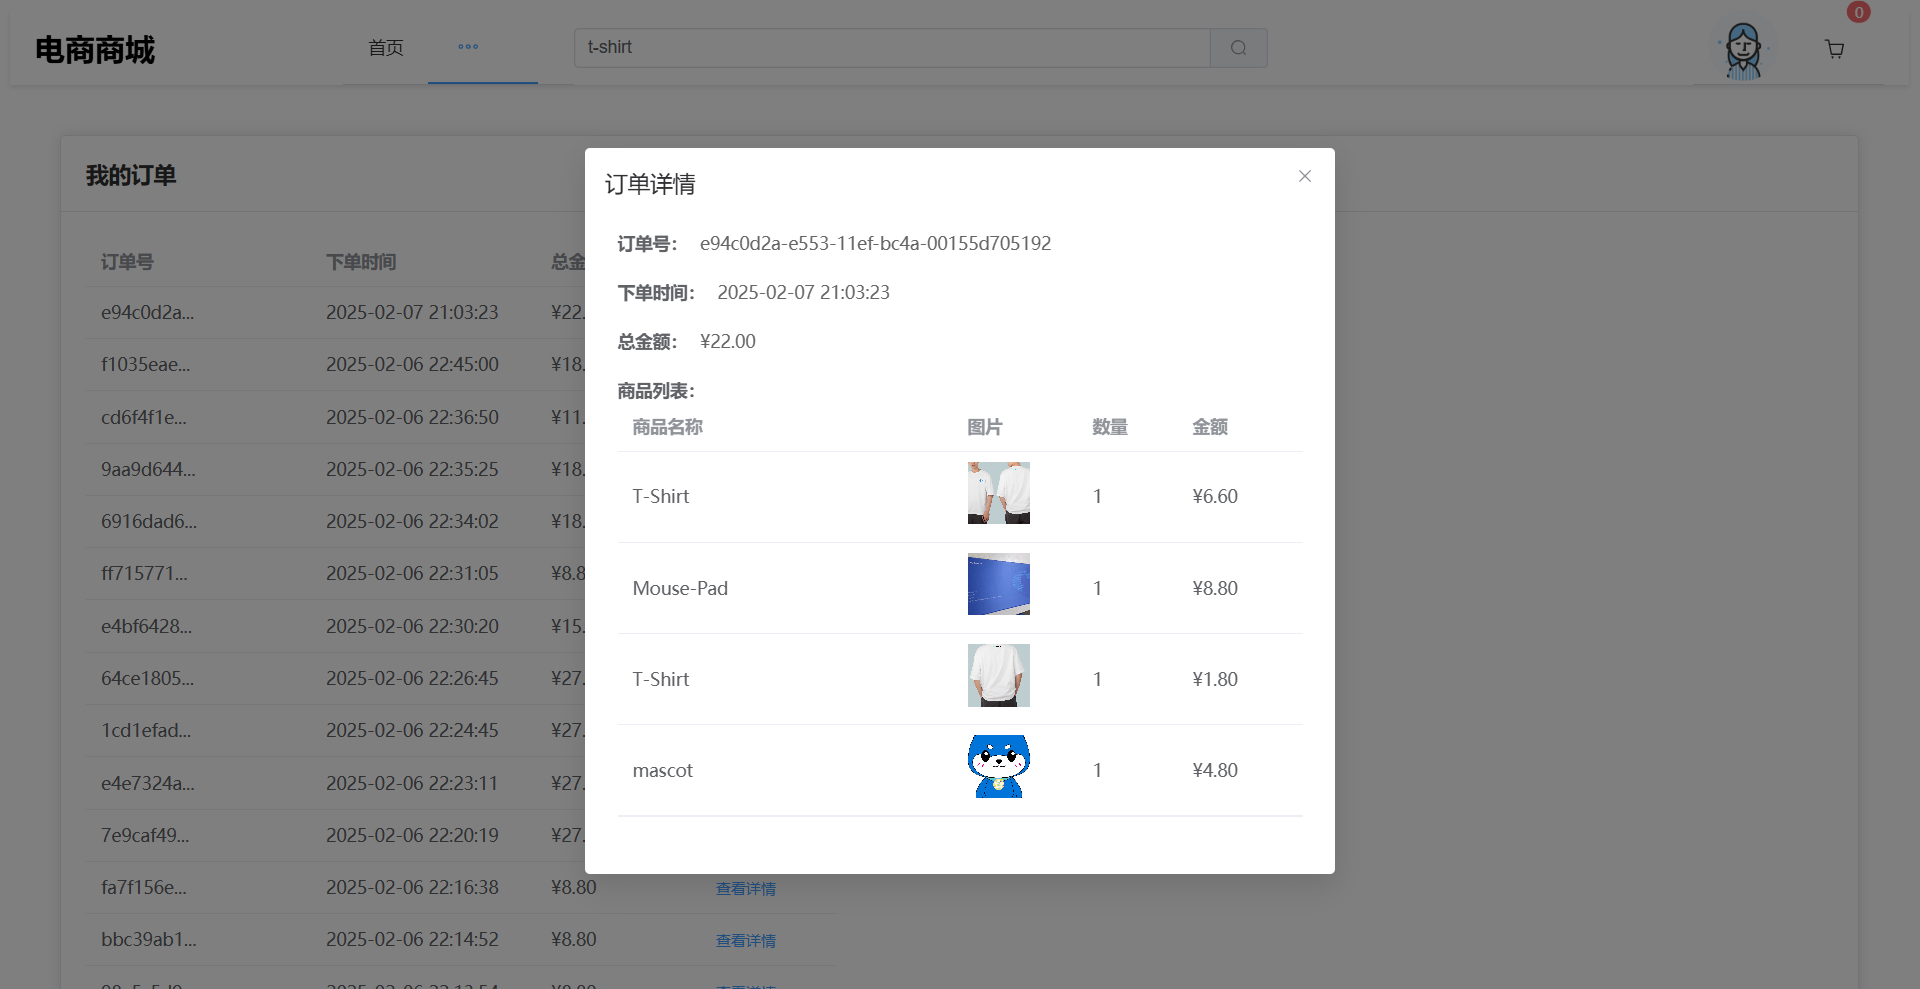 电商商城
首页
t-shirt
0
我的订单
订单号 下单时间 总金
e94c0d2a... 2025-02-07 21:03:23 ¥22.
f1035eae... 2025-02-06 22:45:00 ¥18.
cd6f4f1e... 2025-02-06 22:36:50 ¥11.
9aa9d644... 2025-02-06 22:35:25 ¥18.
6916dad6... 2025-02-06 22:34:02 ¥18.
ff715771... 2025-02-06 22:31:05 ¥8.8
e4bf6428... 2025-02-06 22:30:20 ¥15.
64ce1805... 2025-02-06 22:26:45 ¥27.
1cd1efad... 2025-02-06 22:24:45 ¥27.
e4e7324a... 2025-02-06 22:23:11 ¥27.
7e9caf49... 2025-02-06 22:20:19 ¥27.
fa7f156e... 2025-02-06 22:16:38 ¥8.80 查看详情
bbc39ab1... 2025-02-06 22:14:52 ¥8.80 查看详情
订单详情
订单号： e94c0d2a-e553-11ef-bc4a-00155d705192
下单时间： 2025-02-07 21:03:23
总金额： ¥22.00
商品列表：
商品名称 图片 数量 金额
T-Shirt 1 ¥6.60
Mouse-Pad 1 ¥8.80
T-Shirt 1 ¥1.80
mascot 1 ¥4.80